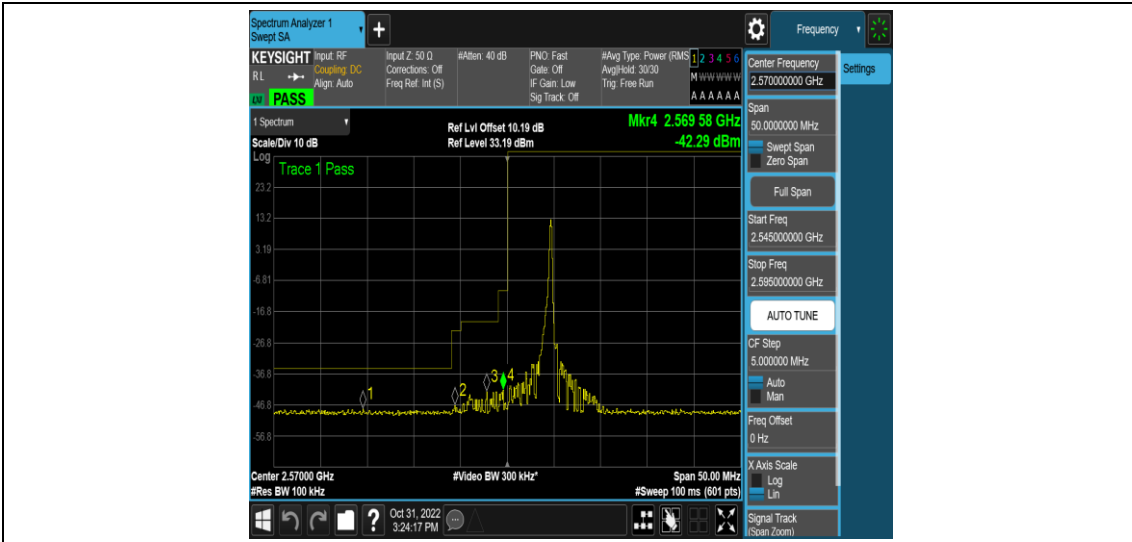 Spectrum Analyzer 1
Swept SA
+
Frequency
KEYSIGHT
RL
PASS
Input: RF
Coupling: DC
Align: Auto
Input Z: 50 Ω
Corrections: Off
Freq Ref: Int (S)
#Atten: 40 dB
PNO: Fast
Gate: Off
IF Gain: Low
Sig Track: Off
#Avg Type: Power (RMS
Avg|Hold: 30/30
Trig: Free Run
1 2 3 4 5 6
M W W W W W
A A A A A A
1 Spectrum
Scale/Div 10 dB
Ref Lvl Offset 10.19 dB
Ref Level 33.19 dBm
Mkr4 2.569 58 GHz
-42.29 dBm
Log
Trace 1 Pass
23.2
13.2
3.19
-6.81
-16.8
-26.8
-36.8
-46.8
-56.8
1
2
3
4
Center 2.57000 GHz
#Res BW 100 kHz
#Video BW 300 kHz*
Span 50.00 MHz
#Sweep 100 ms (601 pts)
Center Frequency
2.570000000 GHz
Settings
Span
50.0000000 MHz
Swept Span
Zero Span
Full Span
Start Freq
2.545000000 GHz
Stop Freq
2.595000000 GHz
AUTO TUNE
CF Step
5.000000 MHz
Auto
Man
Freq Offset
0 Hz
X Axis Scale
Log
Lin
Signal Track
(Span Zoom)
?
Oct 31, 2022
3:24:17 PM